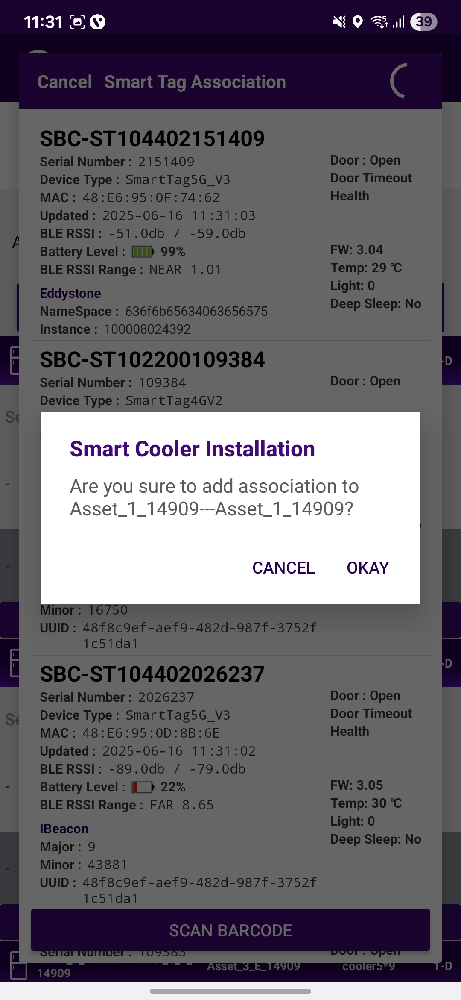 11:31
5
39
Cancel Smart Tag Association
SBC-ST104402151409
Serial Number : 2151409
Door : Open
Device Type : SmartTag5G_V3
Door Timeout
MAC : 48:E6:95:0F:74:62
Health
Updated : 2025-06-16 11:31:03
BLE RSSI : -51.0db / -59.0db
Battery Level : 99%
FW: 3.04
BLE RSSI Range : NEAR 1.01
Temp: 29 ℃
Light: 0
Eddystone
Deep Sleep: No
NameSpace : 636f6b65634063656575
Instance : 100008024392
SBC-ST102200109384
-D
Serial Number : 109384
Door : Open
Device Type : SmartTag4GV2
Se
Smart Cooler Installation
Are you sure to add association to
Asset_1_14909---Asset_1_14909?
-
-
CANCEL OKAY
Minor : 16750
UUID : 48f8c9ef-aef9-482d-987f-3752f
1c51da1
SBC-ST104402026237
-D
Serial Number : 2026237
Door : Open
Device Type : SmartTag5G_V3
Door Timeout
Se
MAC : 48:E6:95:0D:8B:6E
Health
Updated : 2025-06-16 11:31:02
BLE RSSI : -89.0db / -79.0db
-
Battery Level : 22%
FW: 3.05
BLE RSSI Range : FAR 8.65
Temp: 30 ℃
Light: 0
IBeacon
Deep Sleep: No
Major : 9
Minor : 43881
-
UUID : 48f8c9ef-aef9-482d-987f-3752f
1c51da1
SCAN BARCODE
Serial Number : 109383
Door : Open
14909
Asset_3_E_14909
cooler5*9
1-D